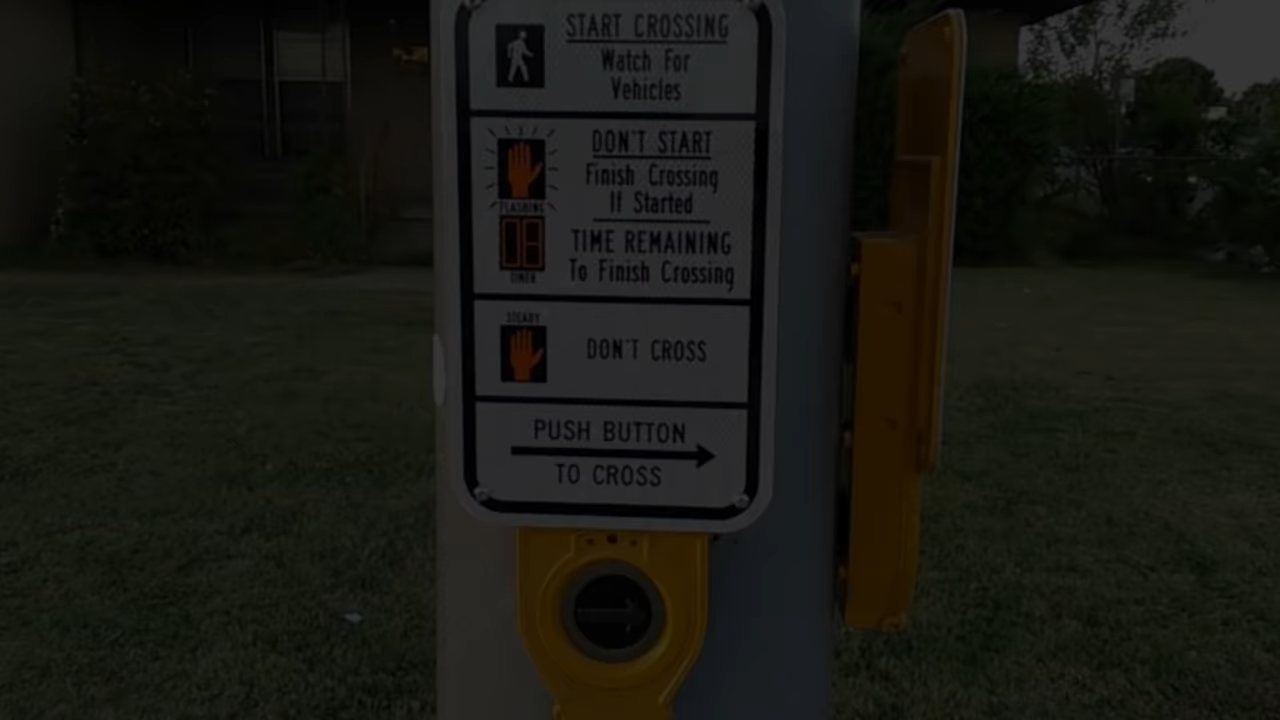 START CROSSING
Watch For
Vehicles
DON'T START
Finish Crossing
If Started
FLASHING
TIME REMAINING
To Finish Crossing
TIMER
STEADY
DON'T CROSS
PUSH BUTTON
TO CROSS